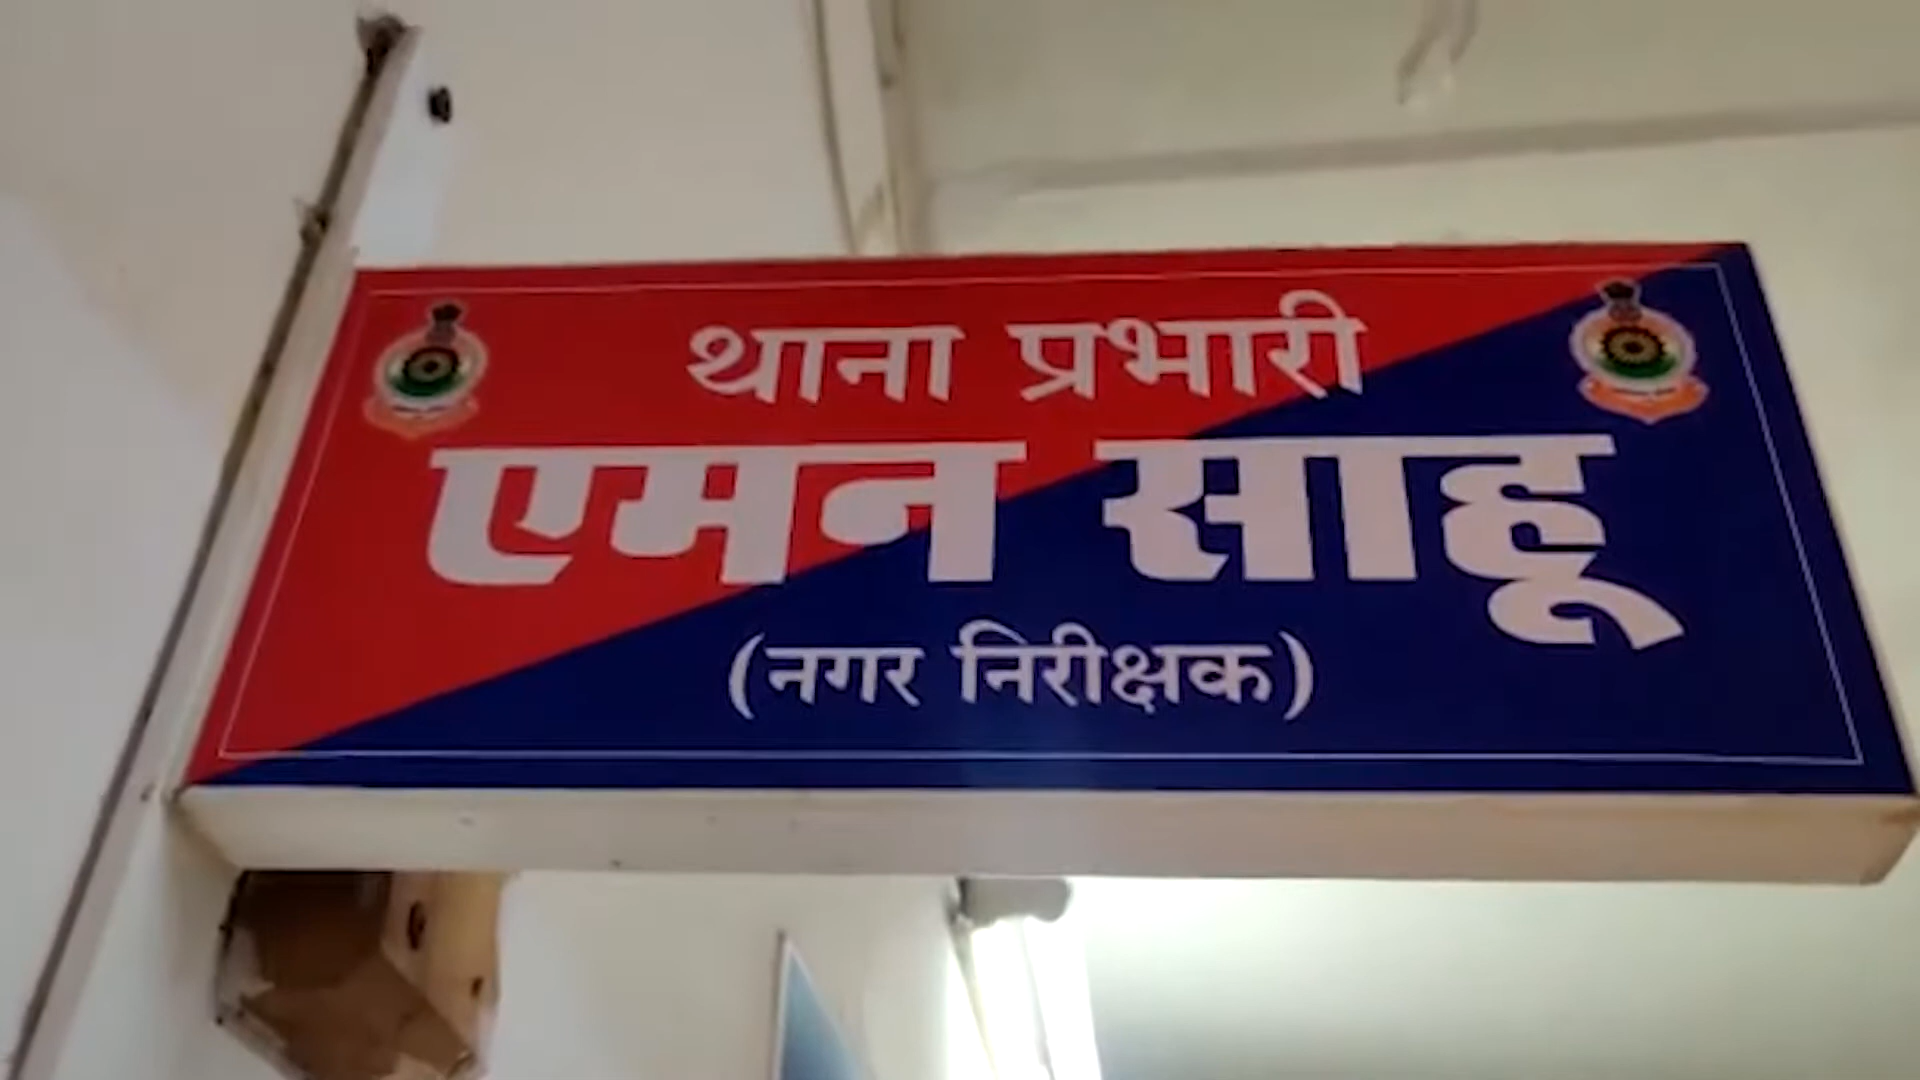 थाना प्रभारी
एमन साहू
(नगर निरीक्षक)